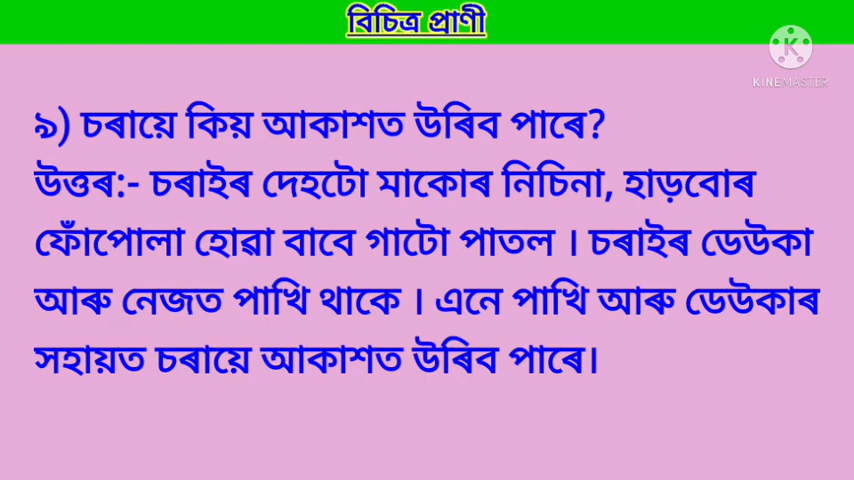 বিচিত্ৰ প্ৰাণী
KINEMASTER
৯) চৰায়ে কিয় আকাশত উৰিব পাৰে?
উত্তৰ:- চৰাইৰ দেহটো মাকোৰ নিচিনা, হাড়বোৰ
ফোঁপোলা হোৱা বাবে গাটো পাতল । চৰাইৰ ডেউকা
আৰু নেজত পাখি থাকে । এনে পাখি আৰু ডেউকাৰ
সহায়ত চৰায়ে আকাশত উৰিব পাৰে।